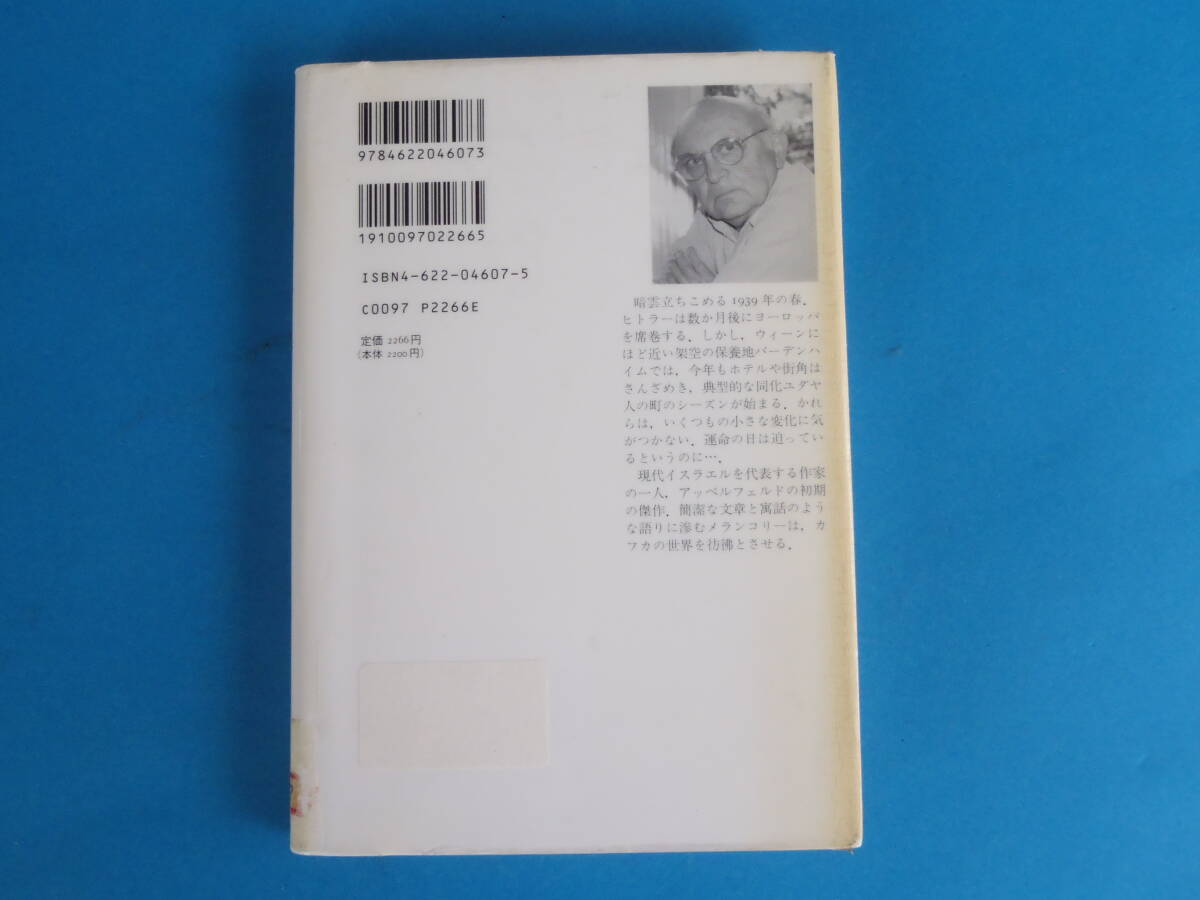 9784622046073
1910097022665
ISBN4-622-04607-5
C0097 P2266E
定価 2266円
(本体 2200円)
暗雲立ちこめる 1939 年の春．
ヒトラーは数か月後にヨーロッパ
を席巻する．しかし，ウィーンに
ほど近い架空の保養地バーデンハ
イムでは，今年もホテルや街角は
さんざめき，典型的な同化ユダヤ
人の町のシーズンが始まる．かれ
らは，いくつもの小さな変化に気
がつかない．運命の日は迫ってい
るというのに…．
現代イスラエルを代表する作家
の一人，アッペルフェルドの初期
の傑作．簡潔な文章と寓話のよう
な語りに滲むメランコリーは，カ
フカの世界を彷彿とさせる．